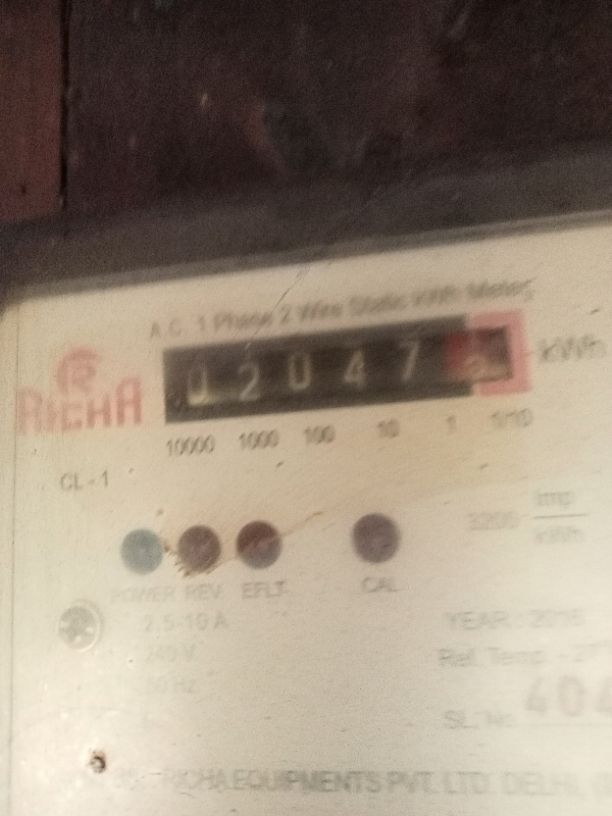 A.C. 1 Phase 2 Wire Static kWh Meter
02047
kWh
RICHA
10000 1000 100 10 1 1/10
CL-1
3200 Imp
kWh
POWER REV EFLT CAL
2.5-10 A
240 V
50 Hz
YEAR : 2016
Ref. Temp. - 27
SL. No. 404
RICHA EQUIPMENTS PVT. LTD. DELHI